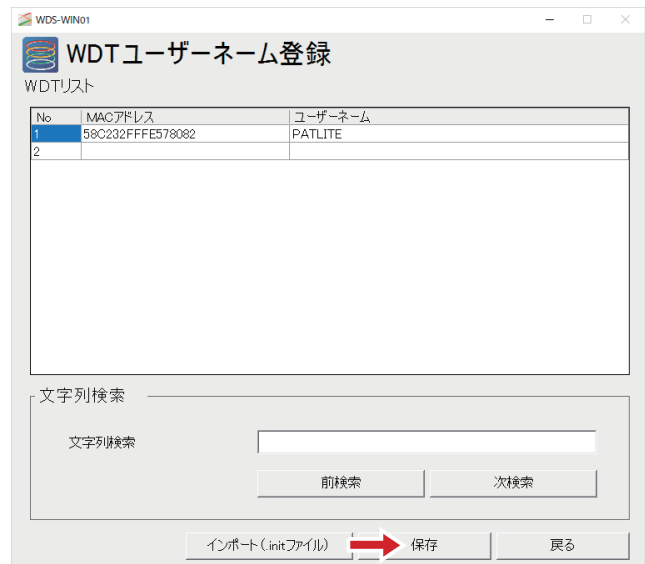 WDS-WIN01
WDTユーザーネーム登録
WDTリスト
No MACアドレス ユーザーネーム
1 58C232FFFE578082 PATLITE
2
文字列検索
文字列検索
前検索 次検索
インポート(.initファイル) 保存 戻る